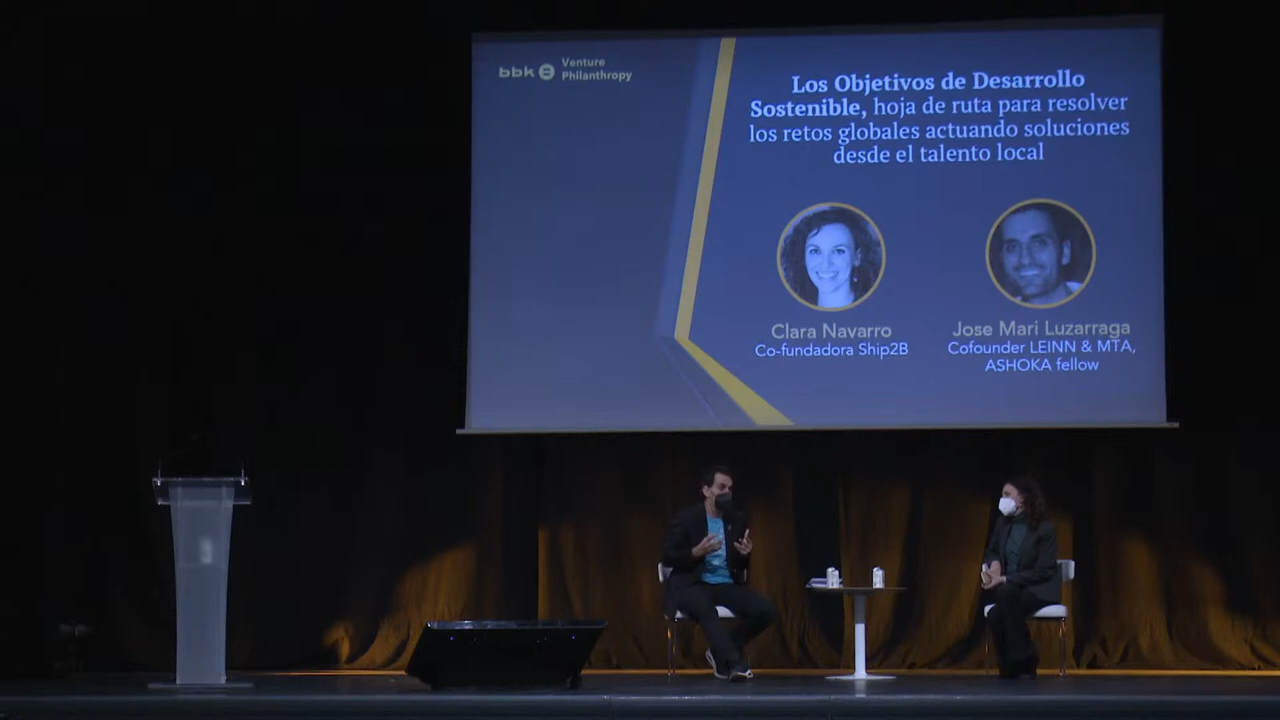 bbk Venture
Philanthropy
Los Objetivos de Desarrollo
Sostenible, hoja de ruta para resolver
los retos globales actuando soluciones
desde el talento local
Clara Navarro
Co-fundadora Ship2B
Jose Mari Luzarraga
Cofounder LEINN & MTA,
ASHOKA fellow